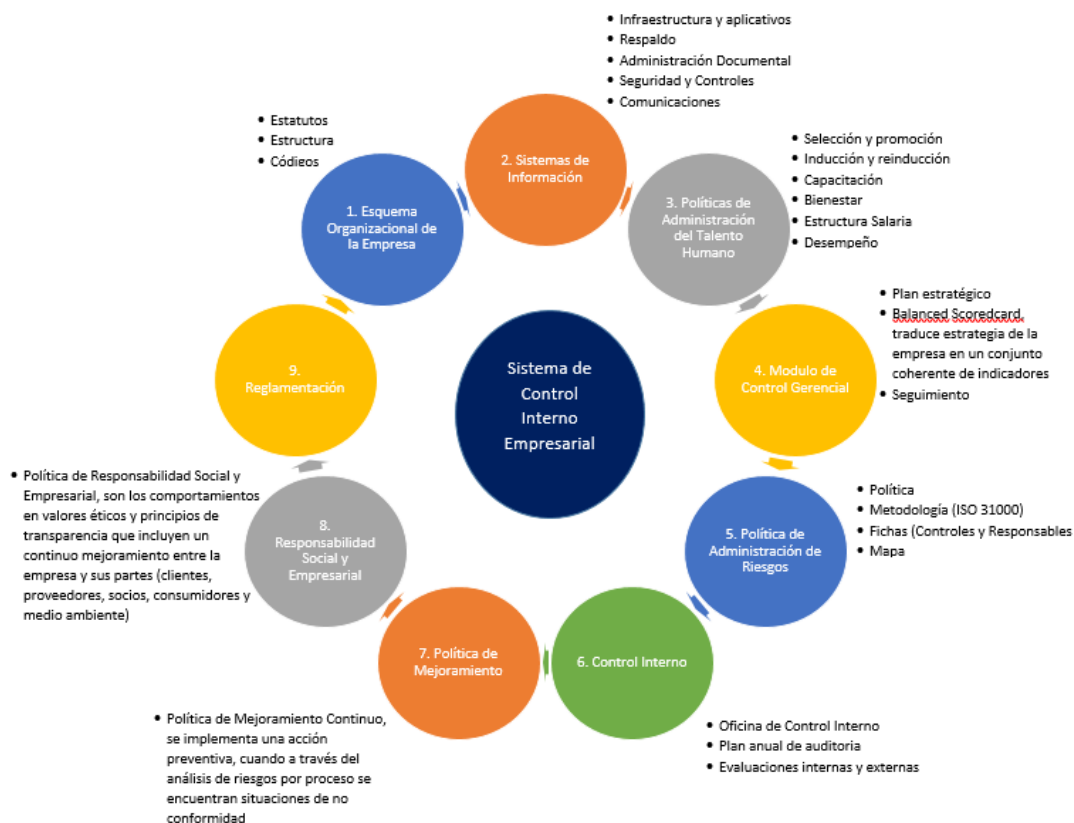 • Infraestructura y aplicativos
• Respaldo
• Administración Documental
• Seguridad y Controles
• Comunicaciones
• Estatutos
• Estructura
• Códigos
2. Sistemas de
Información
• Selección y promoción
• Inducción y reinducción
• Capacitación
• Bienestar
• Estructura Salaria
• Desempeño
1. Esquema
Organizacional de
la Empresa
3. Políticas de
Administración
del Talento
Humano
• Plan estratégico
• Balanced Scoredcard,
traduce estrategia de la
empresa en un conjunto
coherente de indicadores
• Seguimiento
9.
Reglamentación
Sistema de
Control
Interno
Empresarial
4. Modulo de
Control Gerencial
• Política de Responsabilidad Social y
Empresarial, son los comportamientos
en valores éticos y principios de
transparencia que incluyen un
continuo mejoramiento entre la
empresa y sus partes (clientes,
proveedores, socios, consumidores y
medio ambiente)
8.
Responsabilidad
Social y
Empresarial
5. Política de
Administración de
Riesgos
• Política
• Metodología (ISO 31000)
• Fichas (Controles y Responsables
• Mapa
7. Política de
Mejoramiento
6. Control Interno
• Política de Mejoramiento Continuo,
se implementa una acción
preventiva, cuando a través del
análisis de riesgos por proceso se
encuentran situaciones de no
conformidad
• Oficina de Control Interno
• Plan anual de auditoria
• Evaluaciones internas y externas